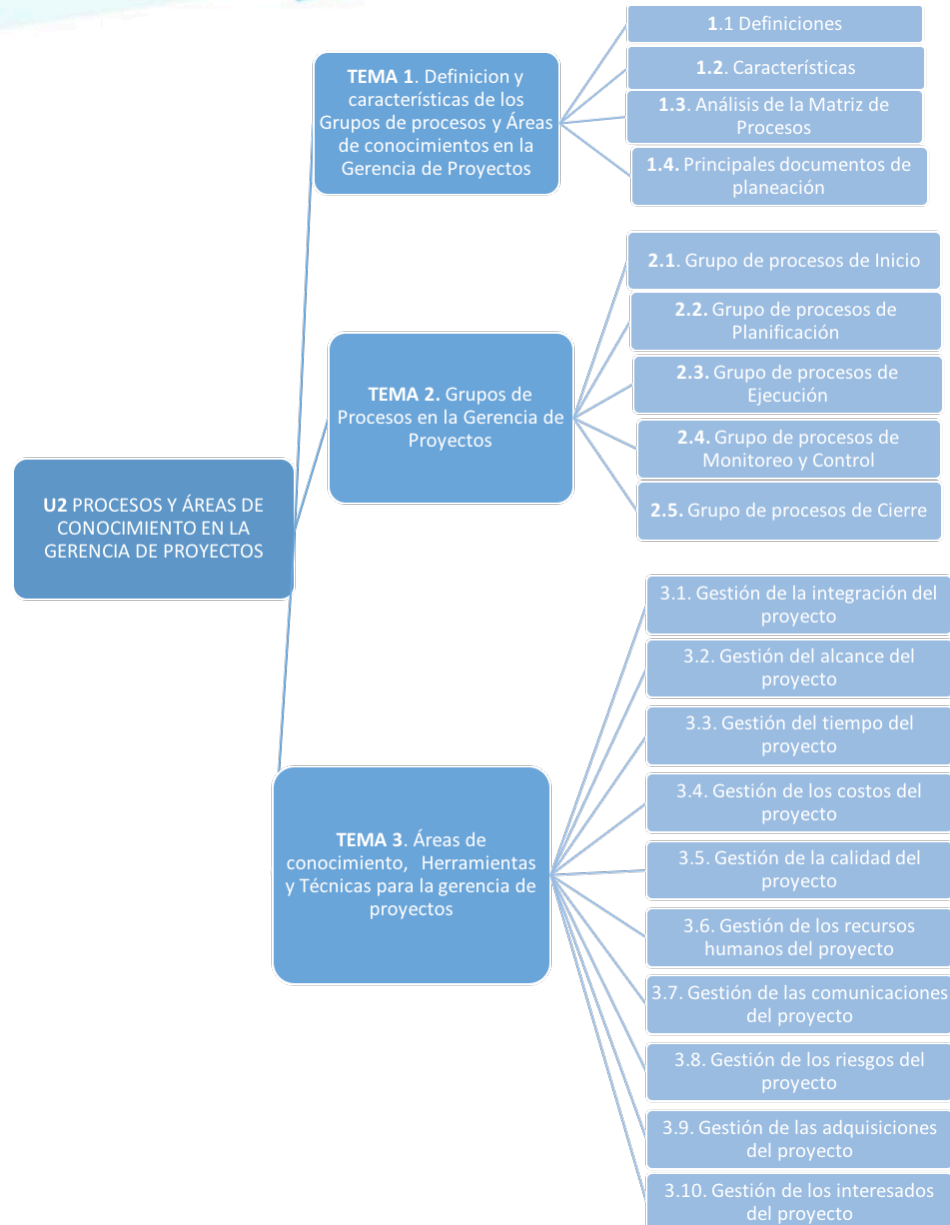 U2 PROCESOS Y ÁREAS DE
CONOCIMIENTO EN LA
GERENCIA DE PROYECTOS
TEMA 1. Definicion y
características de los
Grupos de procesos y Áreas
de conocimientos en la
Gerencia de Proyectos
1.1 Definiciones
1.2. Características
1.3. Análisis de la Matriz de
Procesos
1.4. Principales documentos de
planeación
TEMA 2. Grupos de
Procesos en la Gerencia de
Proyectos
2.1. Grupo de procesos de Inicio
2.2. Grupo de procesos de
Planificación
2.3. Grupo de procesos de
Ejecución
2.4. Grupo de procesos de
Monitoreo y Control
2.5. Grupo de procesos de Cierre
TEMA 3. Áreas de
conocimiento, Herramientas
y Técnicas para la gerencia de
proyectos
3.1. Gestión de la integración del
proyecto
3.2. Gestión del alcance del
proyecto
3.3. Gestión del tiempo del
proyecto
3.4. Gestión de los costos del
proyecto
3.5. Gestión de la calidad del
proyecto
3.6. Gestión de los recursos
humanos del proyecto
3.7. Gestión de las comunicaciones
del proyecto
3.8. Gestión de los riesgos del
proyecto
3.9. Gestión de las adquisiciones
del proyecto
3.10. Gestión de los interesados
del proyecto